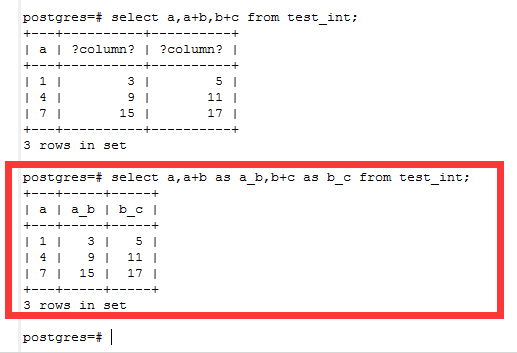 postgres=# select a,a+b,b+c from test_int;
+---+----------+----------+
| a | ?column? | ?column? |
+---+----------+----------+
| 1 |        3 |        5 |
| 4 |        9 |       11 |
| 7 |       15 |       17 |
+---+----------+----------+
3 rows in set
postgres=# select a,a+b as a_b,b+c as b_c from test_int;
+---+-----+-----+
| a | a_b | b_c |
+---+-----+-----+
| 1 |   3 |   5 |
| 4 |   9 |  11 |
| 7 |  15 |  17 |
+---+-----+-----+
3 rows in set
postgres=#